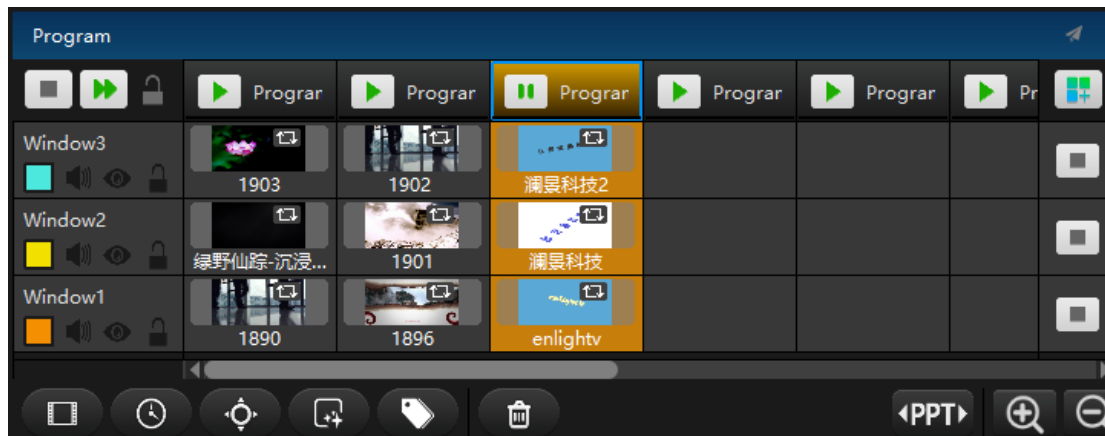 Program
Prograr
Prograr
Prograr
Prograr
Prograr
Pr
Window3
1903
1902
澜景科技2
Window2
绿野仙踪-沉浸...
1901
澜景科技
Window1
1890
1896
enlightv
PPT